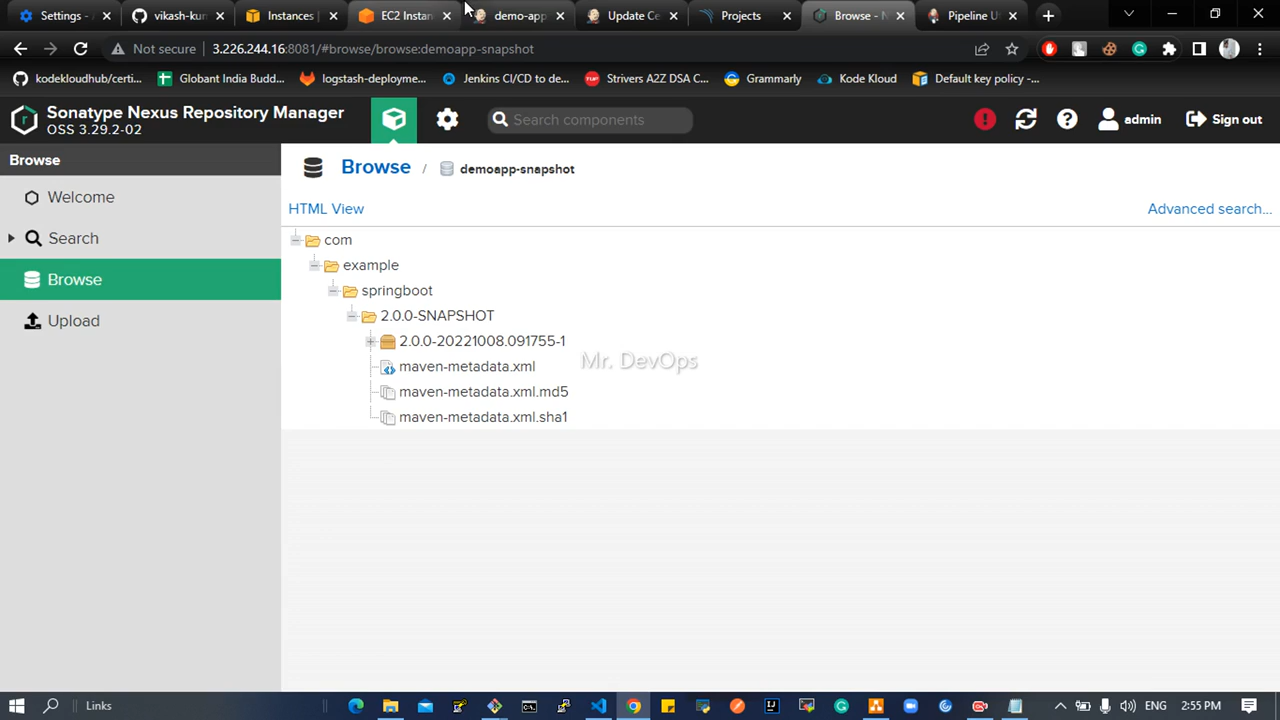 Settings -
vikash-kur
Instances |
EC2 Instan
demo-app
Update Ce
Projects
Browse - N
Pipeline U
Not secure
3.226.244.16:8081/#browse/browse:demoapp-snapshot
kodekloudhub/certi...
Globant India Budd...
logstash-deployme...
Jenkins CI/CD to de...
Strivers A2Z DSA C...
Grammarly
Kode Kloud
Default key policy -...
Sonatype Nexus Repository Manager
OSS 3.29.2-02
Search components
admin
Sign out
Browse
Welcome
Search
Browse
Upload
Browse / demoapp-snapshot
HTML View
Advanced search...
com
example
springboot
2.0.0-SNAPSHOT
2.0.0-20221008.091755-1
maven-metadata.xml
maven-metadata.xml.md5
maven-metadata.xml.sha1
Mr. DevOps
Links
ENG
2:55 PM